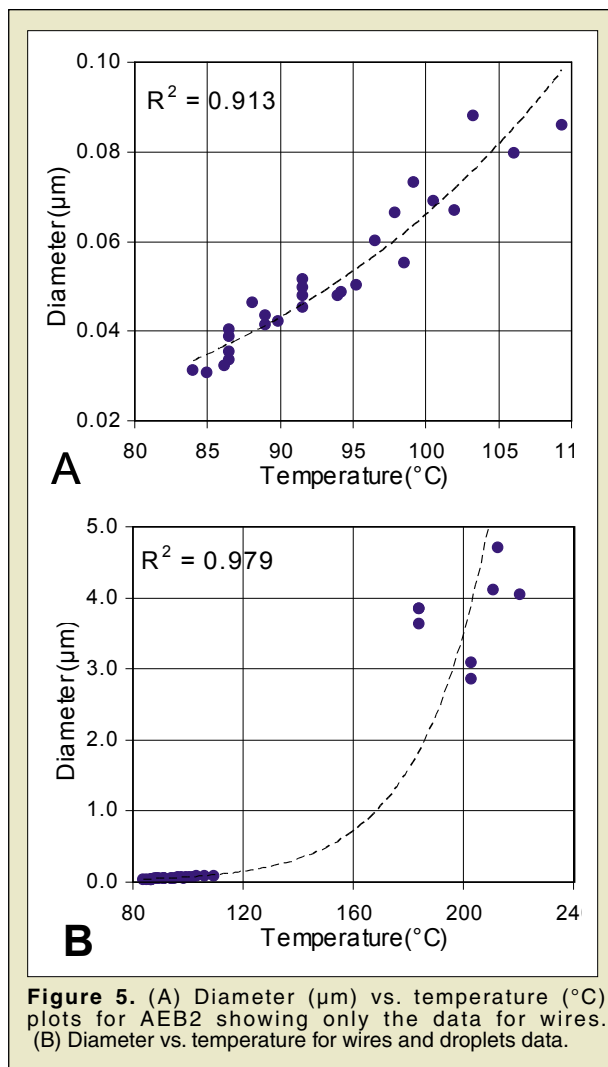 0.10
R² = 0.913
0.08
0.06
0.04
0.02
Diameter (µm)
80 85 90 95 100 105 11
A
Temperature(°C)
5.0
R² = 0.979
4.0
3.0
2.0
1.0
0.0
Diameter (µm)
80 120 160 200 24
B
Temperature(°C)
Figure 5. (A) Diameter (µm) vs. temperature (°C)
plots for AEB2 showing only the data for wires.
(B) Diameter vs. temperature for wires and droplets data.